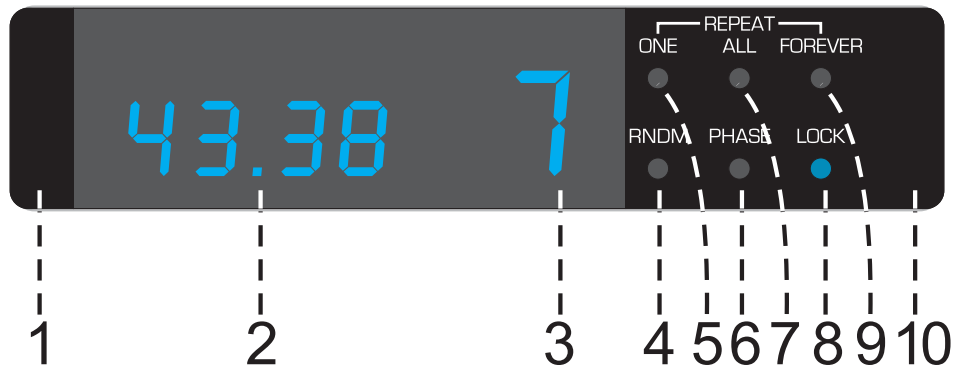 REPEAT
ONE ALL FOREVER
43.38 7
RNDM PHASE LOCK
1 2 3 4 5 6 7 8 9 10